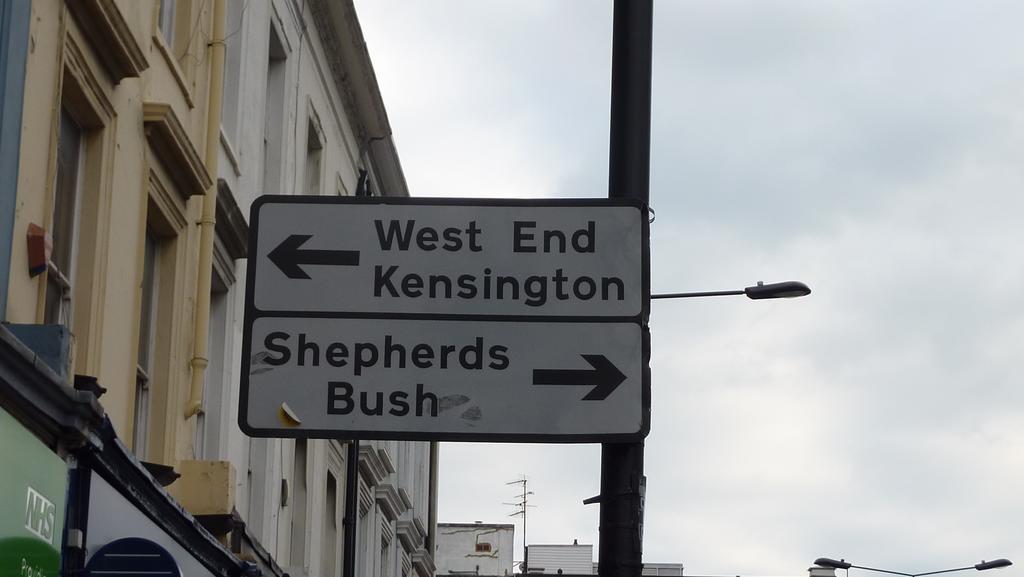 West End
Kensington
Shepherds
Bush
NHS